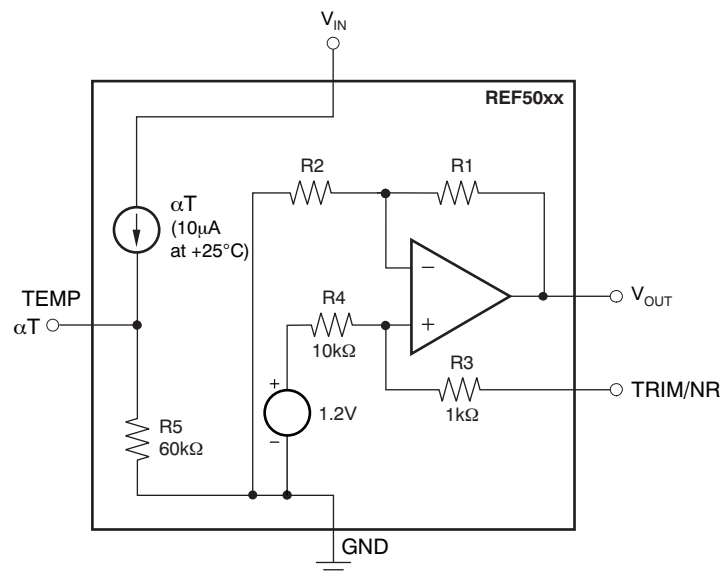 V_IN
REF50xx
R2
R1
αT
(10μA
at +25°C)
−
TEMP
αT
R4
+
V_OUT
10kΩ
R3
+
1.2V
1kΩ
TRIM/NR
R5
60kΩ
−
GND